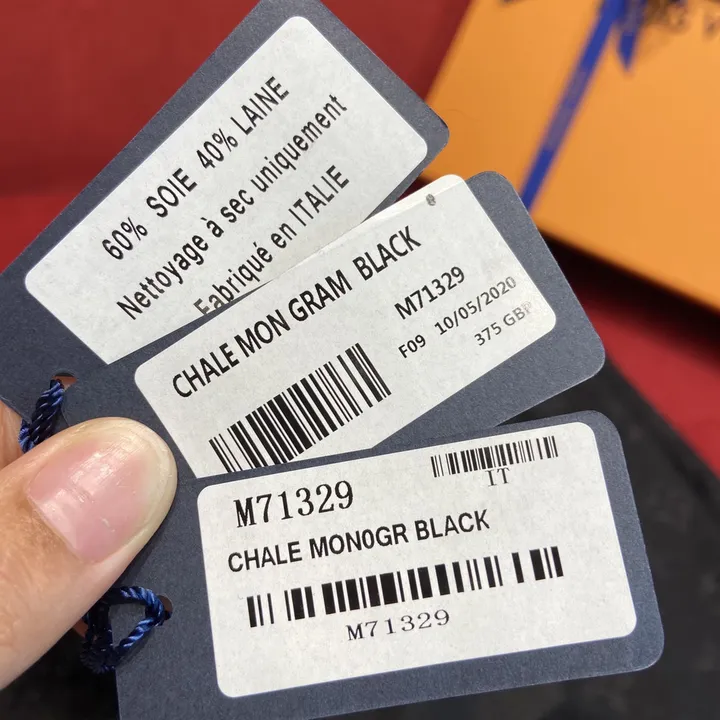 60% SOIE 40% LAINE
Nettoyage à sec uniquement
Fabriqué en ITALIE
CHALE MON GRAM BLACK
M71329
F09 10/05/2020
375 GBP
M71329
IT
CHALE MON0GR BLACK
M71329